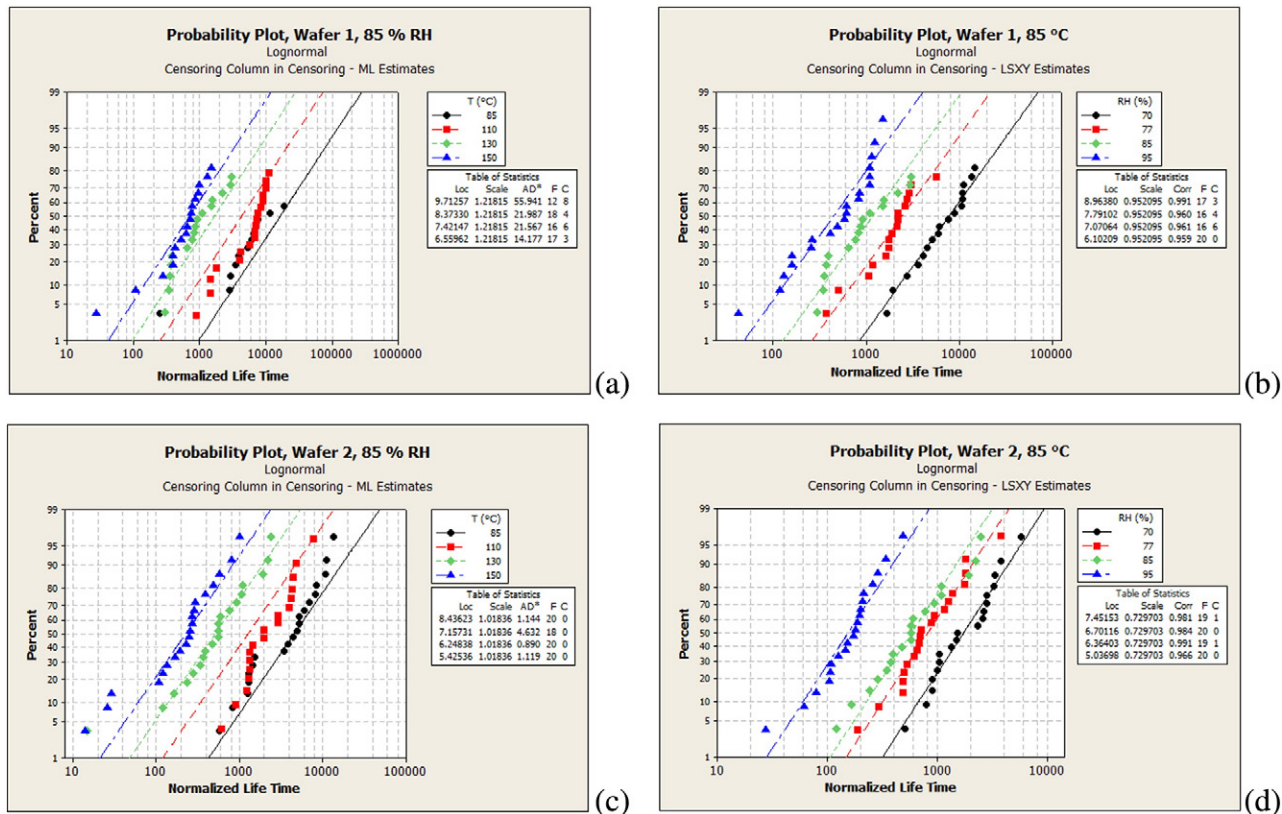 Probability Plot, Wafer 1, 85 % RH
Lognormal
Censoring Column in Censoring - ML Estimates
Percent
99
95
90
80
70
60
50
40
30
20
10
5
1
10 100 1000 10000 100000 1000000
Normalized Life Time
T (°C)
85
110
130
150
Table of Statistics
Loc Scale AD* F C
9.71257 1.21815 55.941 12 8
8.37330 1.21815 21.987 18 4
7.42147 1.21815 21.567 16 6
6.55962 1.21815 14.177 17 3
(a)
Probability Plot, Wafer 1, 85 °C
Lognormal
Censoring Column in Censoring - LSXY Estimates
Percent
99
95
90
80
70
60
50
40
30
20
10
5
1
100 1000 10000 100000
Normalized Life Time
RH (%)
70
77
85
95
Table of Statistics
Loc Scale Corr F C
8.96380 0.952095 0.991 17 3
7.79102 0.952095 0.960 16 4
7.07064 0.952095 0.961 16 6
6.10209 0.952095 0.959 20 0
(b)
Probability Plot, Wafer 2, 85 % RH
Lognormal
Censoring Column in Censoring - ML Estimates
Percent
99
95
90
80
70
60
50
40
30
20
10
5
1
10 100 1000 10000 100000
Normalized Life Time
T (°C)
85
110
130
150
Table of Statistics
Loc Scale AD* F C
8.43623 1.01836 1.144 20 0
7.15731 1.01836 4.632 18 0
6.24838 1.01836 0.890 20 0
5.42536 1.01836 1.119 20 0
(c)
Probability Plot, Wafer 2, 85 °C
Lognormal
Censoring Column in Censoring - LSXY Estimates
Percent
99
95
90
80
70
60
50
40
30
20
10
5
1
10 100 1000 10000
Normalized Life Time
RH (%)
70
77
85
95
Table of Statistics
Loc Scale Corr F C
7.45153 0.729703 0.981 19 1
6.70116 0.729703 0.984 20 0
6.36403 0.729703 0.991 19 1
5.03698 0.729703 0.966 20 0
(d)